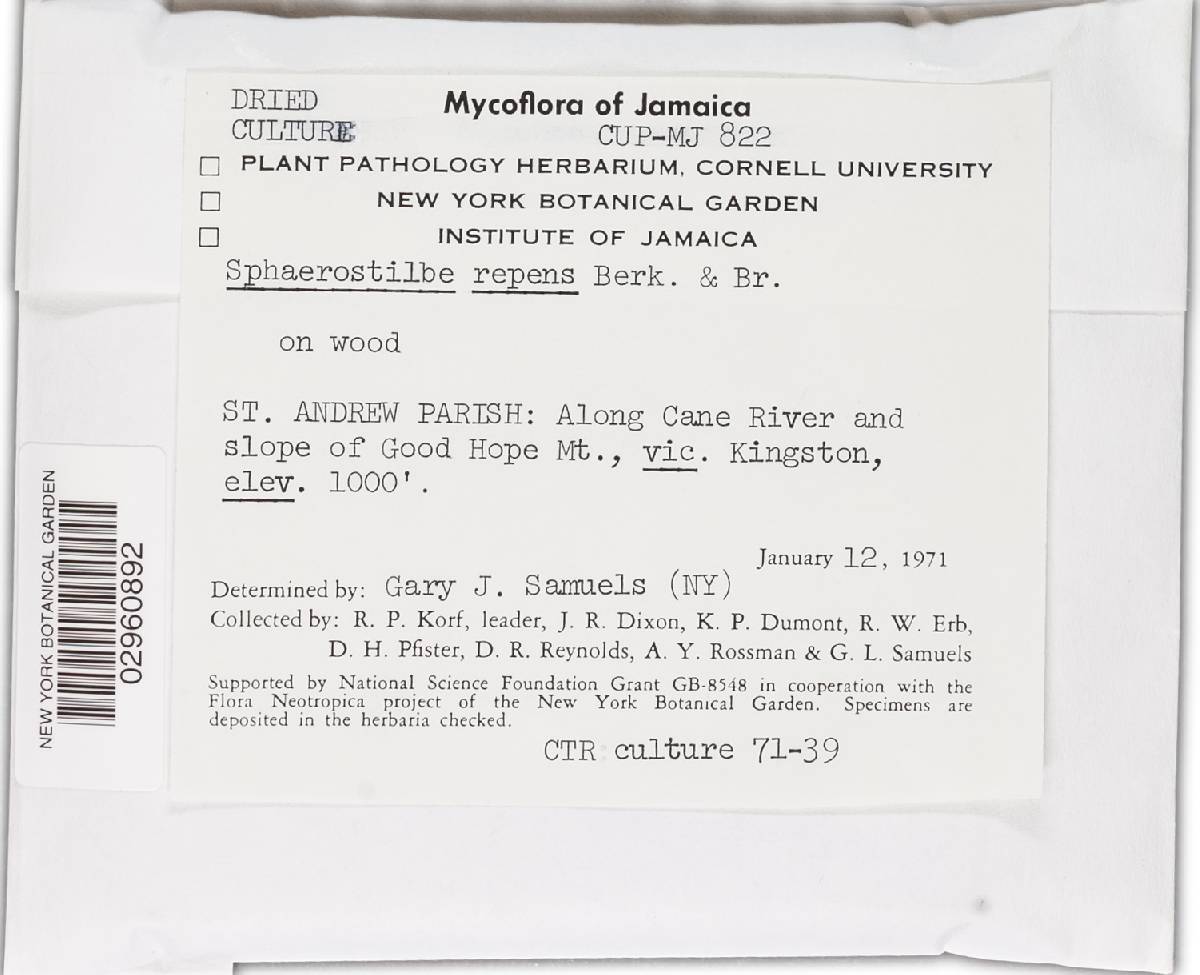 DRIED
CULTURE
Mycoflora of Jamaica
CUP-MJ 822
PLANT PATHOLOGY HERBARIUM, CORNELL UNIVERSITY
NEW YORK BOTANICAL GARDEN
INSTITUTE OF JAMAICA
Sphaerostilbe repens Berk. & Br.
on wood
ST. ANDREW PARISH: Along Cane River and
slope of Good Hope Mt., vic. Kingston,
elev. 1000'.
January 12, 1971
Determined by: Gary J. Samuels (NY)
Collected by: R. P. Korf, leader, J. R. Dixon, K. P. Dumont, R. W. Erb,
D. H. Pfister, D. R. Reynolds, A. Y. Rossman & G. L. Samuels
Supported by National Science Foundation Grant GB-8548 in cooperation with the
Flora Neotropica project of the New York Botanical Garden. Specimens are
deposited in the herbaria checked.
CTR culture 71-39
NEW YORK BOTANICAL GARDEN
02960892